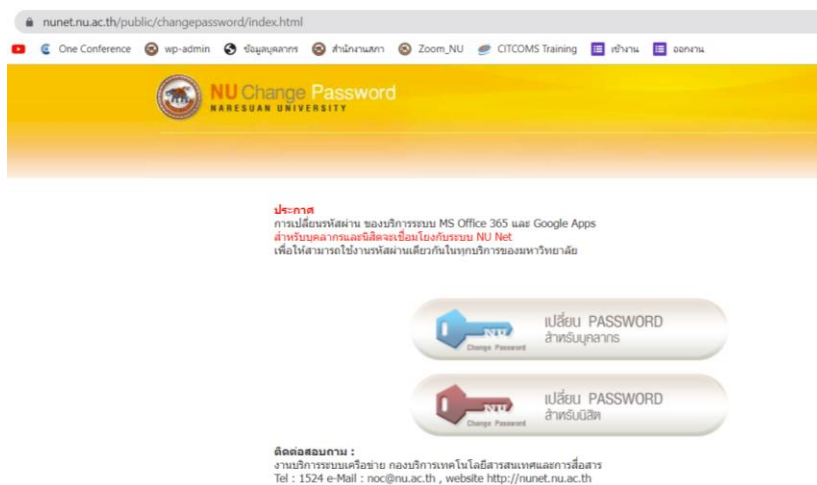 nunet.nu.ac.th/public/changepassword/index.html
One Conference wp-admin ข้อมูลบุคลากร สำนักงานสภา Zoom_NU CITCOMS Training เข้างาน ออกงาน
NU Change Password
NARESUAN UNIVERSITY
ประกาศ
การเปลี่ยนรหัสผ่าน ของบริการระบบ MS Office 365 และ Google Apps
สำหรับบุคลากรและนิสิตจะเชื่อมโยงกับระบบ NU Net
เพื่อให้สามารถใช้งานรหัสผ่านเดียวกันในทุกบริการของมหาวิทยาลัย
NU
Change Password
เปลี่ยน PASSWORD
สำหรับบุคลากร
NU
Change Password
เปลี่ยน PASSWORD
สำหรับนิสิต
ติดต่อสอบถาม :
งานบริการระบบเครือข่าย กองบริการเทคโนโลยีสารสนเทศและการสื่อสาร
Tel : 1524 e-Mail : noc@nu.ac.th , website http://nunet.nu.ac.th